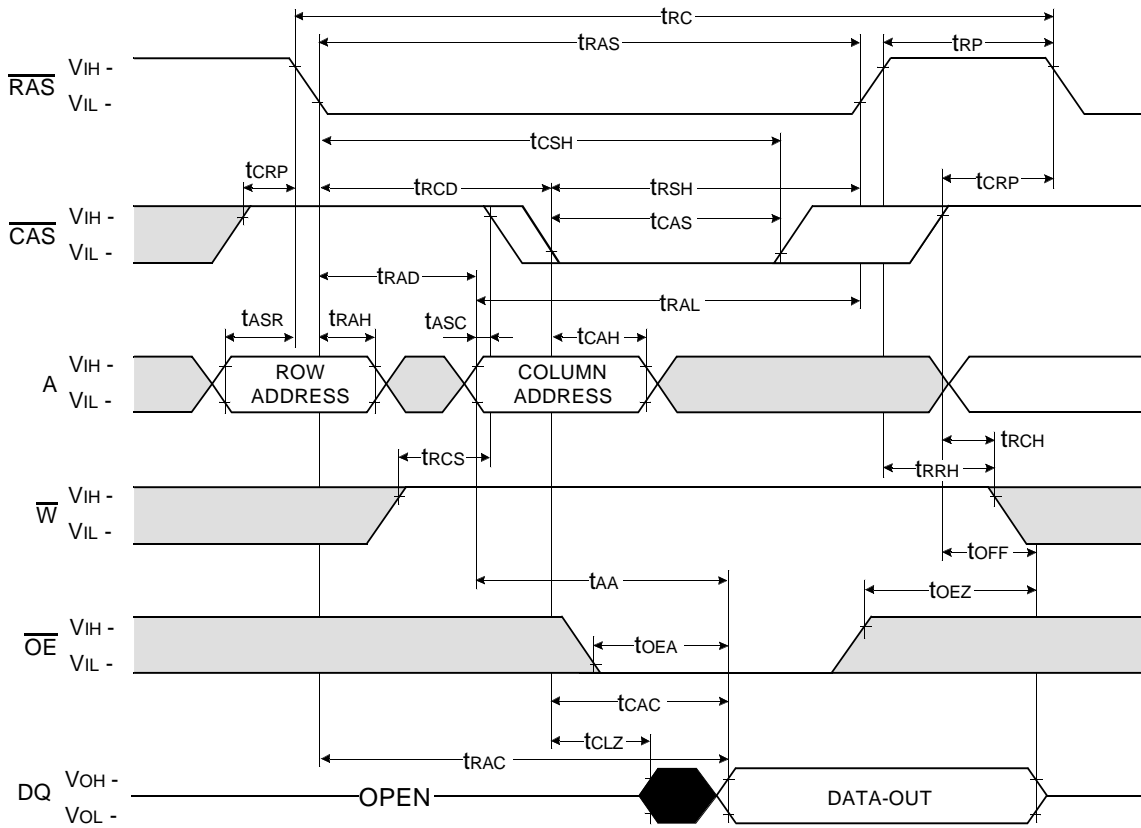 tRC
tRAS
tRP
RAS
VIH -
VIL -
tCSH
tCRP
tRCD
tRSH
tCRP
CAS
VIH -
VIL -
tCAS
tRAD
tRAL
tASR
tRAH
tASC
tCAH
A
VIH -
VIL -
ROW
ADDRESS
COLUMN
ADDRESS
tRCS
tRCH
tRRH
W
VIH -
VIL -
tOFF
tAA
tOEZ
OE
VIH -
VIL -
tOEA
tCAC
tCLZ
tRAC
DQ
VOH -
VOL -
OPEN
DATA-OUT